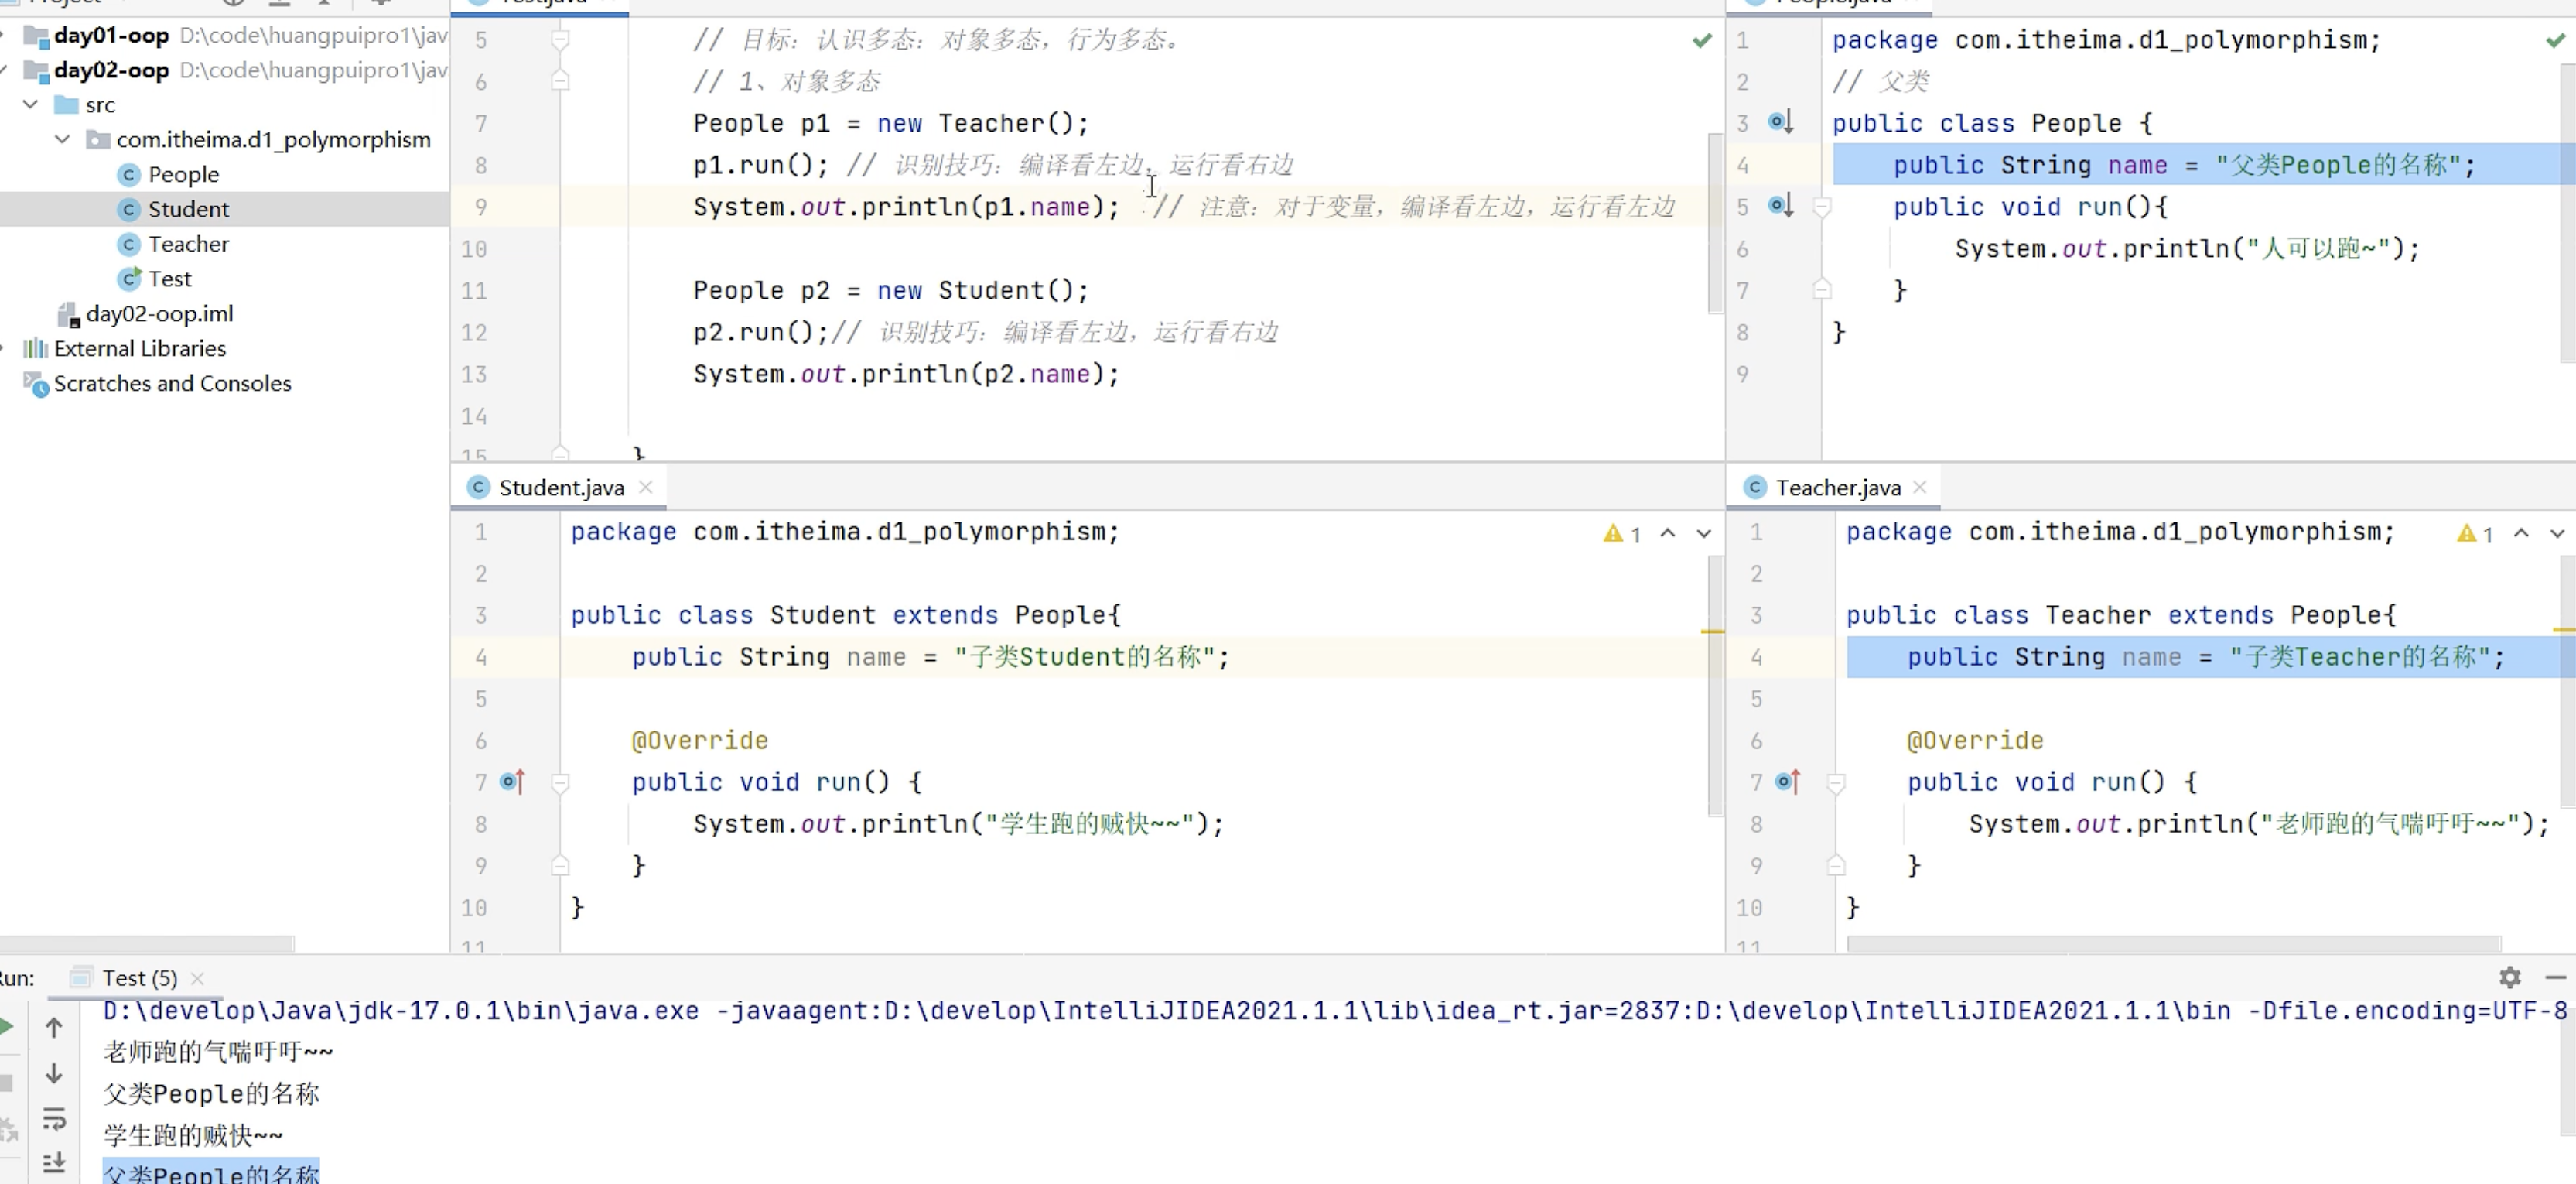 day01-oop D:\code\huangpuipro1\jav
day02-oop D:\code\huangpuipro1\jav
src
com.itheima.d1_polymorphism
People
Student
Teacher
Test
day02-oop.iml
External Libraries
Scratches and Consoles
5 // 目标：认识多态：对象多态，行为多态。
6 // 1、对象多态
7 People p1 = new Teacher();
8 p1.run(); // 识别技巧：编译看左边，运行看右边
9 System.out.println(p1.name); // 注意：对于变量，编译看左边，运行看左边
10
11 People p2 = new Student();
12 p2.run();// 识别技巧：编译看左边，运行看右边
13 System.out.println(p2.name);
14
15 }
1 package com.itheima.d1_polymorphism;
2 // 父类
3 public class People {
4 public String name = "父类People的名称";
5 public void run(){
6 System.out.println("人可以跑~");
7 }
8 }
9
Student.java
1 package com.itheima.d1_polymorphism;
1
2
3 public class Student extends People{
4 public String name = "子类Student的名称";
5
6 @Override
7 public void run() {
8 System.out.println("学生跑的贼快~~");
9 }
10 }
11
Teacher.java
1 package com.itheima.d1_polymorphism;
1
2
3 public class Teacher extends People{
4 public String name = "子类Teacher的名称";
5
6 @Override
7 public void run() {
8 System.out.println("老师跑的气喘吁吁~~");
9 }
10 }
11
Run:
Test (5)
D:\develop\Java\jdk-17.0.1\bin\java.exe -javaagent:D:\develop\IntelliJIDEA2021.1.1\lib\idea_rt.jar=2837:D:\develop\IntelliJIDEA2021.1.1\bin -Dfile.encoding=UTF-8
老师跑的气喘吁吁~~
父类People的名称
学生跑的贼快~~
父类People的名称